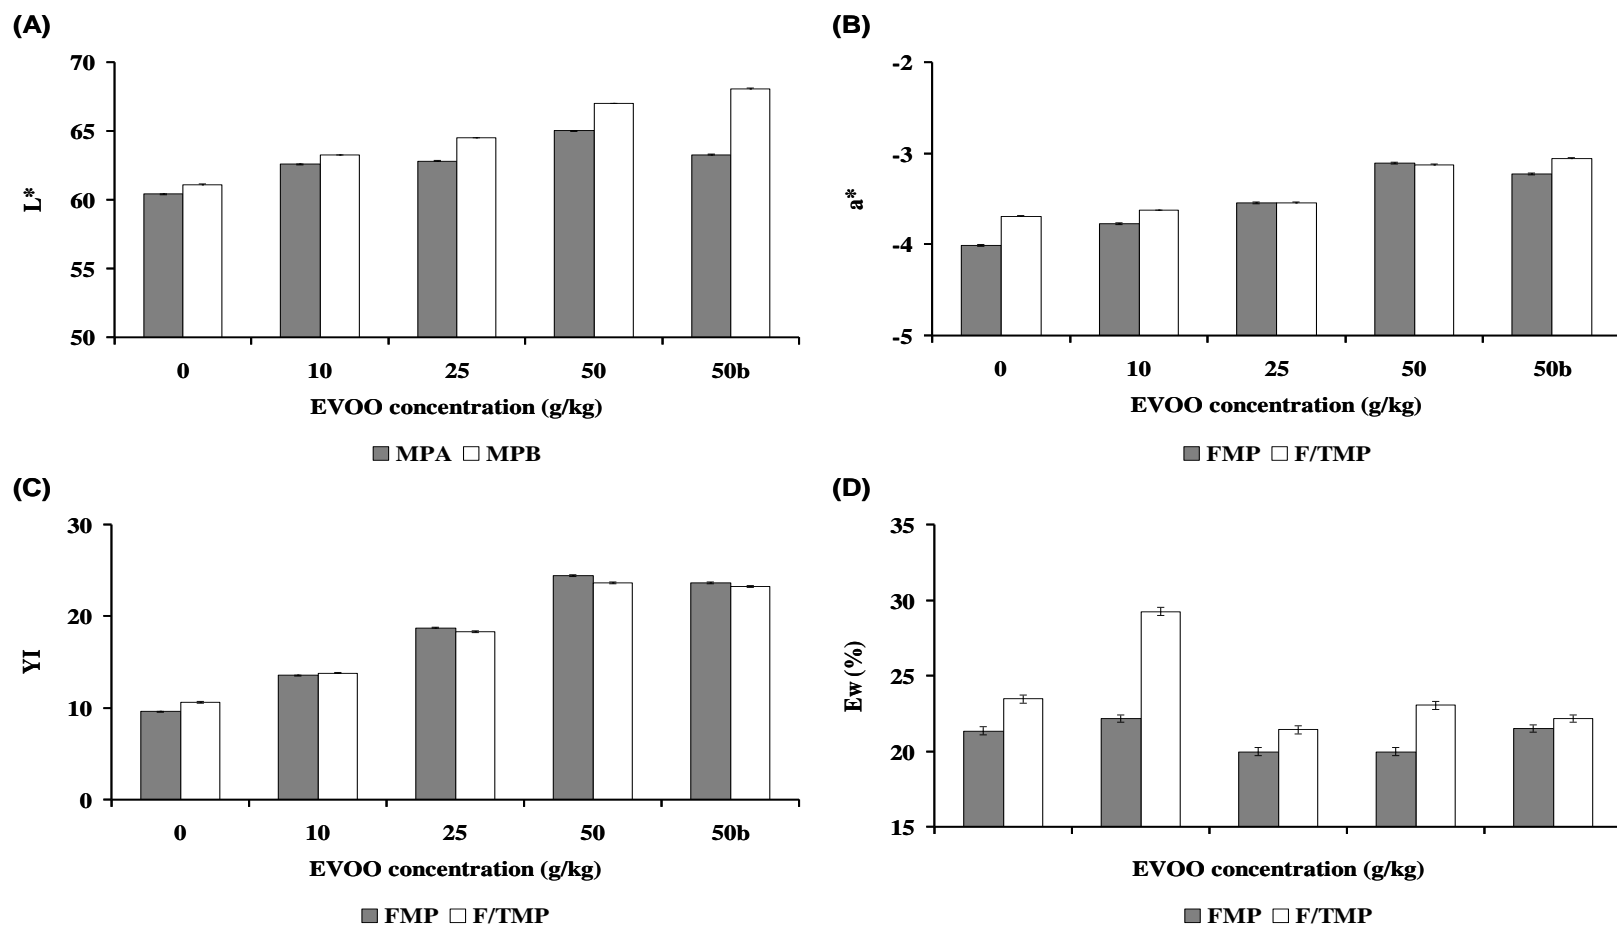 (A)
70
65
60
55
50
L*
0 10 25 50 50b
EVOO concentration (g/kg)
MPA MPB
(B)
-2
-3
-4
-5
a*
0 10 25 50 50b
EVOO concentration (g/kg)
FMP F/TMP
(C)
30
20
10
0
YI
0 10 25 50 50b
EVOO concentration (g/kg)
FMP F/TMP
(D)
35
30
25
20
15
Ew (%)
EVOO concentration (g/kg)
FMP F/TMP